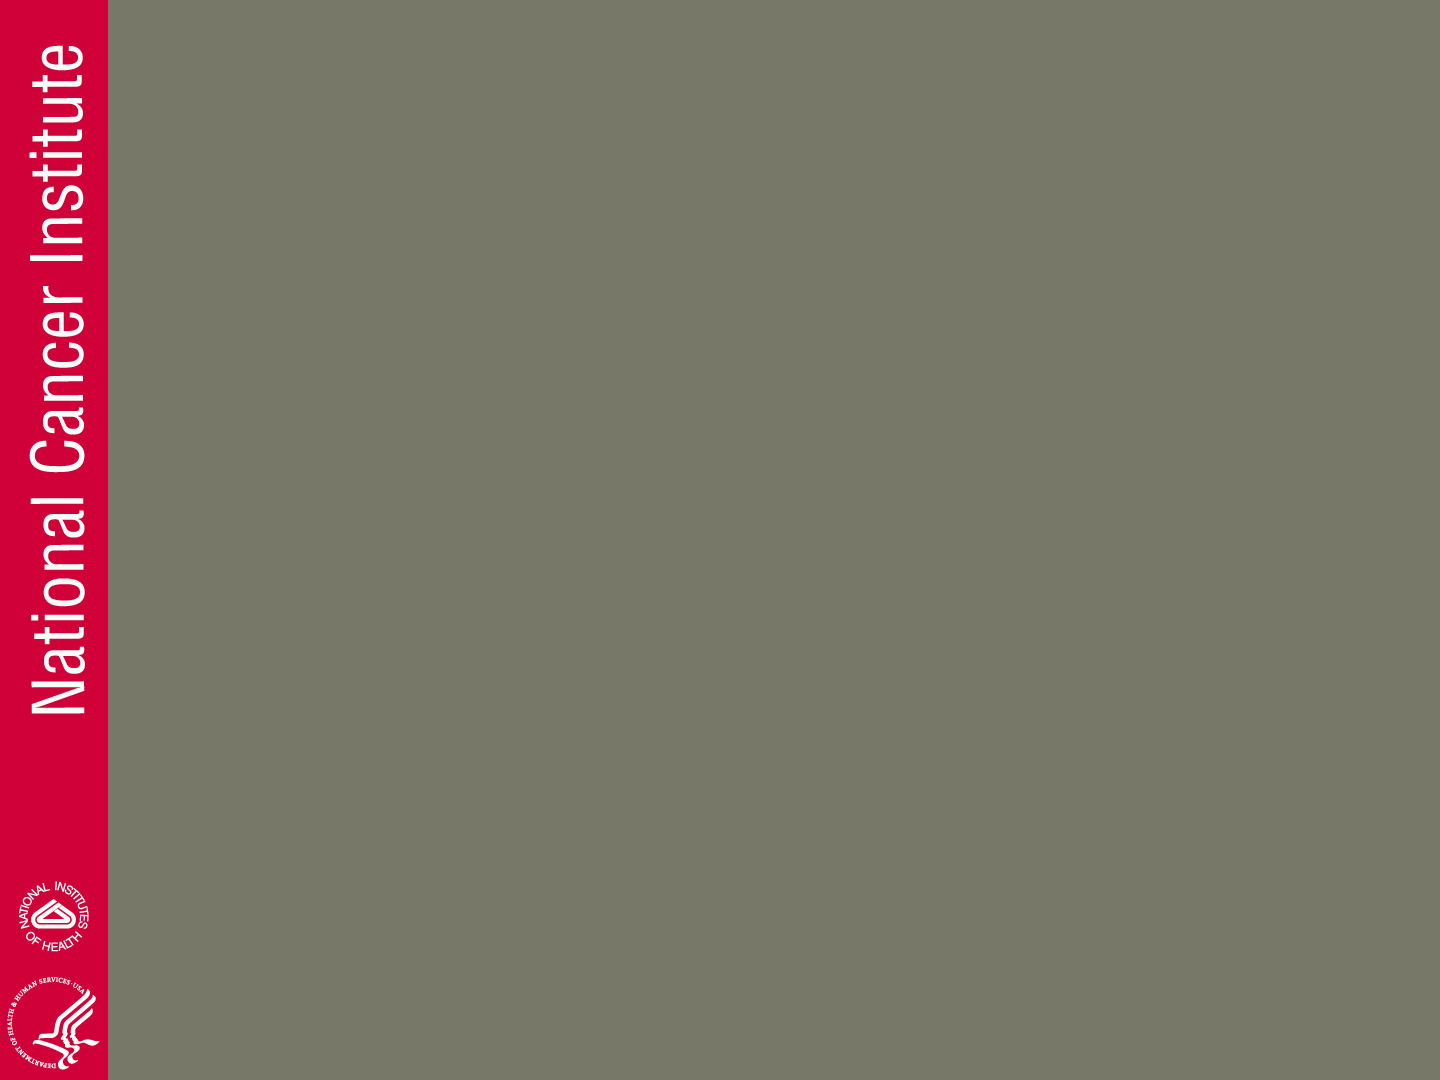 National Cancer Institute
NATIONAL INSTITUTES
OF HEALTH
DEPARTMENT OF HEALTH & HUMAN SERVICES · USA